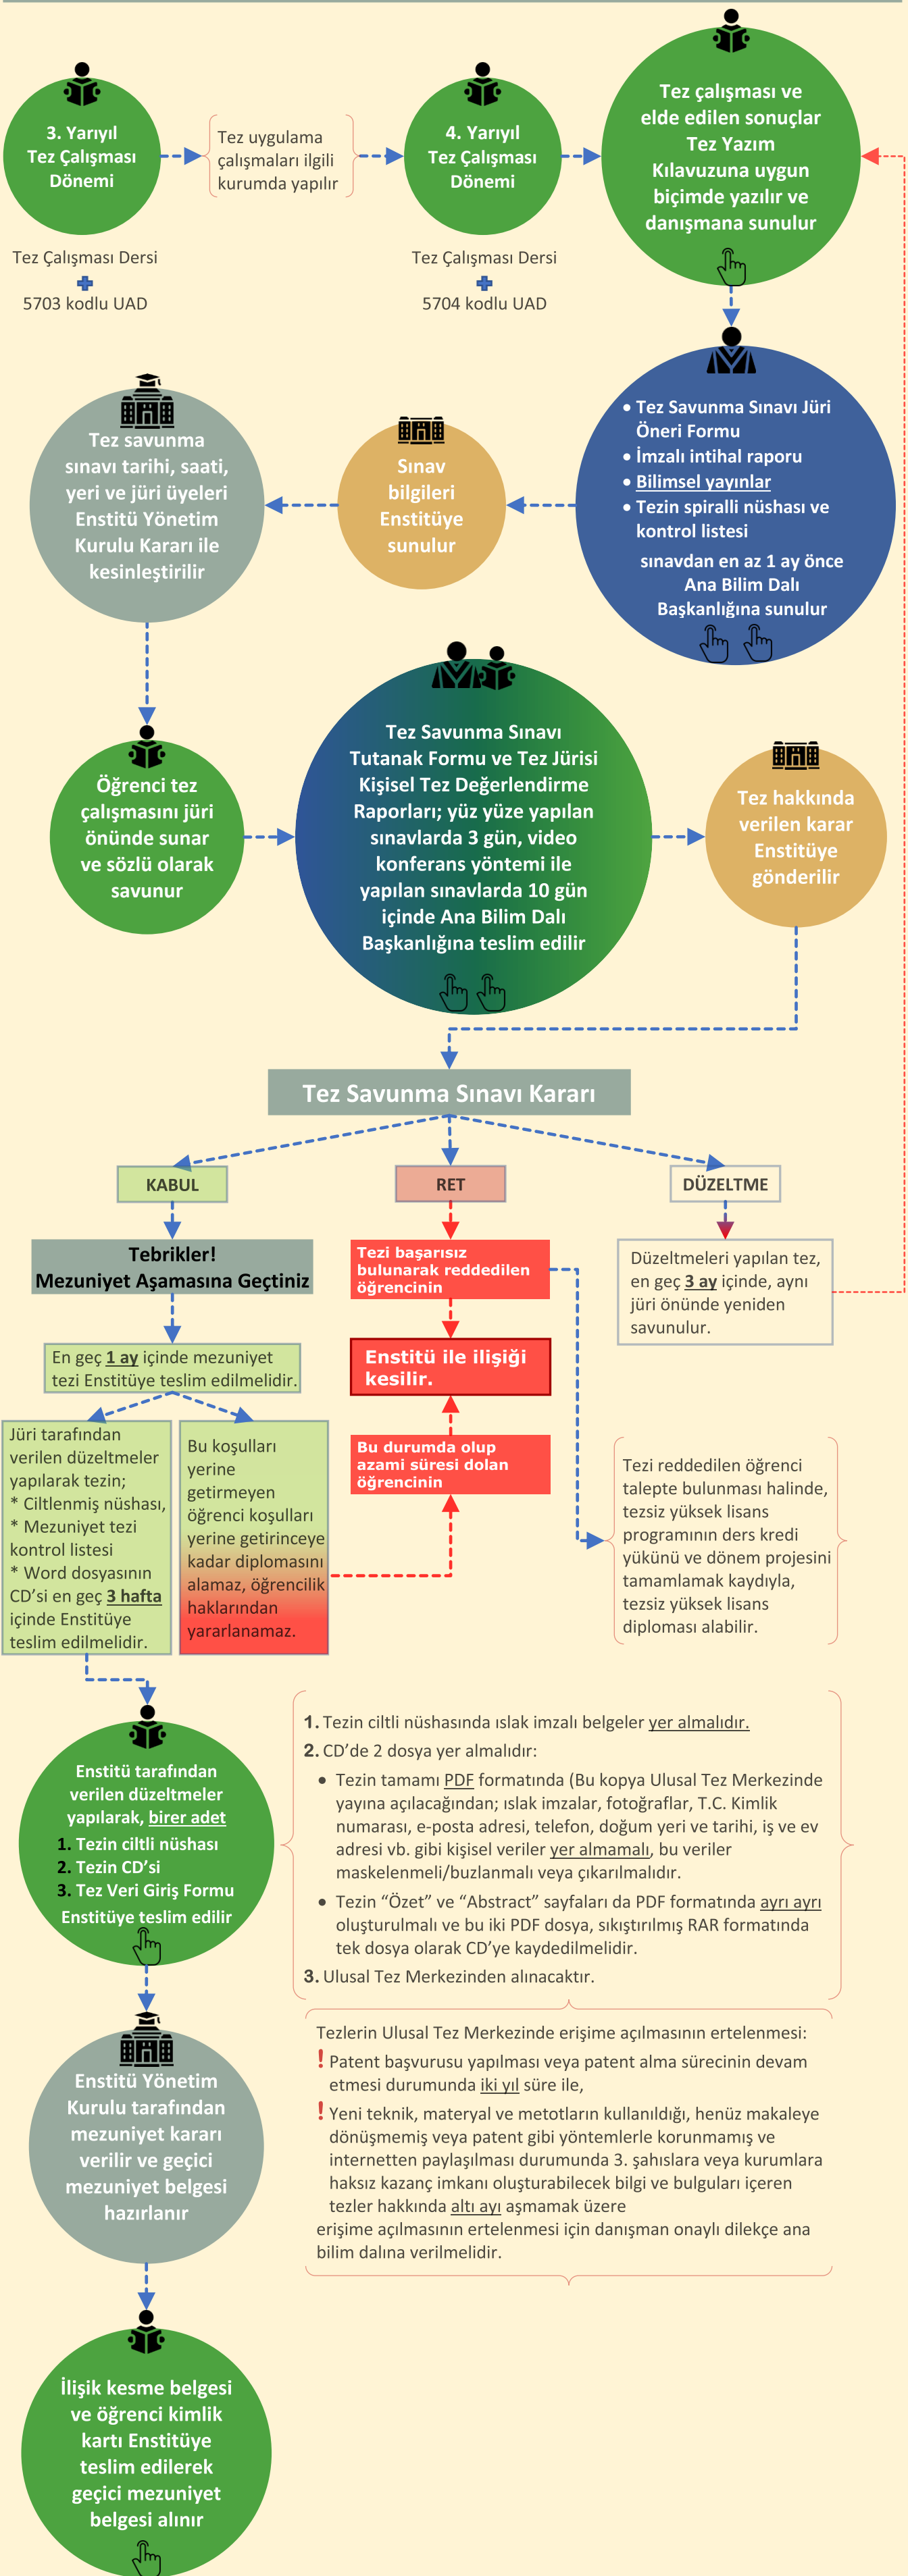 3. Yarıyıl
Tez Çalışması
Dönemi
Tez uygulama
çalışmaları ilgili
kurumda yapılır
4. Yarıyıl
Tez Çalışması
Dönemi
Tez çalışması ve
elde edilen sonuçlar
Tez Yazım
Kılavuzuna uygun
biçimde yazılır ve
danışmana sunulur
Tez Çalışması Dersi
5703 kodlu UAD
Tez Çalışması Dersi
5704 kodlu UAD
• Tez Savunma Sınavı Jüri
Öneri Formu
• İmzalı intihal raporu
• Bilimsel yayınlar
• Tezin spiralli nüshası ve
kontrol listesi
sınavdan en az 1 ay önce
Ana Bilim Dalı
Başkanlığına sunulur
Sınav
bilgileri
Enstitüye
sunulur
Tez savunma
sınavı tarihi, saati,
yeri ve jüri üyeleri
Enstitü Yönetim
Kurulu Kararı ile
kesinleştirilir
Öğrenci tez
çalışmasını jüri
önünde sunar
ve sözlü olarak
savunur
Tez Savunma Sınavı
Tutanak Formu ve Tez Jürisi
Kişisel Tez Değerlendirme
Raporları; yüz yüze yapılan
sınavlarda 3 gün, video
konferans yöntemi ile
yapılan sınavlarda 10 gün
içinde Ana Bilim Dalı
Başkanlığına teslim edilir
Tez hakkında
verilen karar
Enstitüye
gönderilir
Tez Savunma Sınavı Kararı
KABUL
RET
DÜZELTME
Tebrikler!
Mezuniyet Aşamasına Geçtiniz
Tezi başarısız
bulunarak reddedilen
öğrencinin
Düzeltmeleri yapılan tez,
en geç 3 ay içinde, aynı
jüri önünde yeniden
savunulur.
En geç 1 ay içinde mezuniyet
tezi Enstitüye teslim edilmelidir.
Enstitü ile ilişiği
kesilir.
Jüri tarafından
verilen düzeltmeler
yapılarak tezin;
* Ciltlenmiş nüshası,
* Mezuniyet tezi
kontrol listesi
* Word dosyasının
CD'si en geç 3 hafta
içinde Enstitüye
teslim edilmelidir.
Bu koşulları
yerine
getirmeyen
öğrenci koşulları
yerine getirinceye
kadar diplomasını
alamaz, öğrencilik
haklarından
yararlanamaz.
Bu durumda olup
azami süresi dolan
öğrencinin
Tezi reddedilen öğrenci
talepte bulunması halinde,
tezsiz yüksek lisans
programının ders kredi
yükünü ve dönem projesini
tamamlamak kaydıyla,
tezsiz yüksek lisans
diploması alabilir.
Enstitü tarafından
verilen düzeltmeler
yapılarak, birer adet
1. Tezin ciltli nüshası
2. Tezin CD'si
3. Tez Veri Giriş Formu
Enstitüye teslim edilir
1. Tezin ciltli nüshasında ıslak imzalı belgeler yer almalıdır.
2. CD'de 2 dosya yer almalıdır:
• Tezin tamamı PDF formatında (Bu kopya Ulusal Tez Merkezinde
yayına açılacağından; ıslak imzalar, fotoğraflar, T.C. Kimlik
numarası, e-posta adresi, telefon, doğum yeri ve tarihi, iş ve ev
adresi vb. gibi kişisel veriler yer almamalı, bu veriler
maskelenmeli/buzlanmalı veya çıkarılmalıdır.
• Tezin "Özet" ve "Abstract" sayfaları da PDF formatında ayrı ayrı
oluşturulmalı ve bu iki PDF dosya, sıkıştırılmış RAR formatında
tek dosya olarak CD'ye kaydedilmelidir.
3. Ulusal Tez Merkezinden alınacaktır.
Tezlerin Ulusal Tez Merkezinde erişime açılmasının ertelenmesi:
! Patent başvurusu yapılması veya patent alma sürecinin devam
etmesi durumunda iki yıl süre ile,
! Yeni teknik, materyal ve metotların kullanıldığı, henüz makaleye
dönüşmemiş veya patent gibi yöntemlerle korunmamış ve
internetten paylaşılması durumunda 3. şahıslara veya kurumlara
haksız kazanç imkanı oluşturabilecek bilgi ve bulguları içeren
tezler hakkında altı ayı aşmamak üzere
erişime açılmasının ertelenmesi için danışman onaylı dilekçe ana
bilim dalına verilmelidir.
Enstitü Yönetim
Kurulu tarafından
mezuniyet kararı
verilir ve geçici
mezuniyet belgesi
hazırlanır
İlişik kesme belgesi
ve öğrenci kimlik
kartı Enstitüye
teslim edilerek
geçici mezuniyet
belgesi alınır